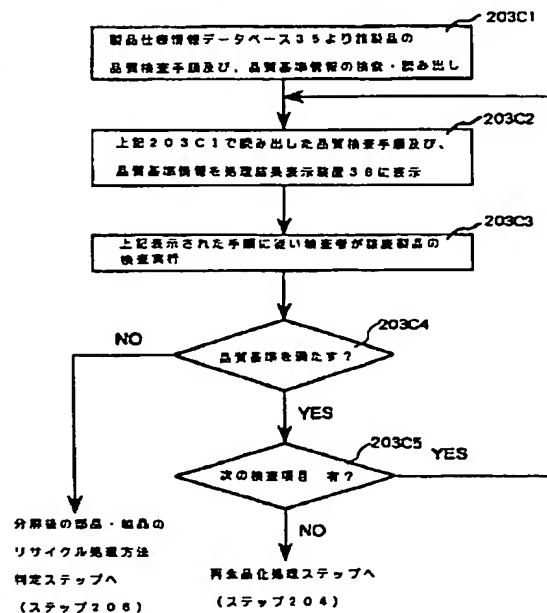 203C1
製品仕様情報データベース35より該製品の
品質検査手順及び、品質基準情報の検索・読み出し
203C2
上記203C1で読み出した品質検査手順及び、
品質基準情報を処理結果表示装置36に表示
203C3
上記表示された手順に従い検査者が該廃製品の
検査実行
203C4
NO
品質基準を満たす?
YES
203C5
次の検査項目 有?
YES
NO
分解後の部品・製品の
リサイクル処理方法
判定ステップへ
(ステップ206)
再生品化処理ステップへ
(ステップ204)